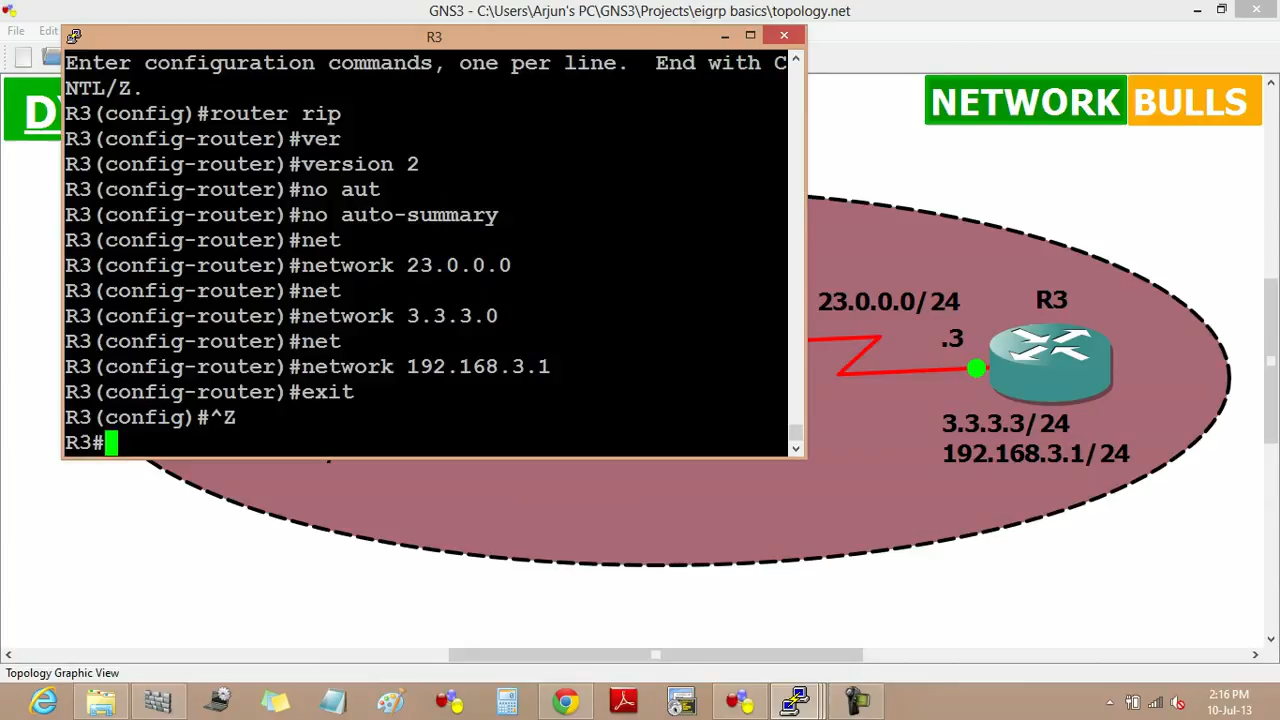 GNS3 - C:\Users\Arjun's PC\GNS3\Projects\eigrp basics\topology.net
File Edit
R3
Enter configuration commands, one per line.  End with C
NTL/Z.
R3(config)#router rip
R3(config-router)#ver
R3(config-router)#version 2
R3(config-router)#no aut
R3(config-router)#no auto-summary
R3(config-router)#net
R3(config-router)#network 23.0.0.0
R3(config-router)#net
R3(config-router)#network 3.3.3.0
R3(config-router)#net
R3(config-router)#network 192.168.3.1
R3(config-router)#exit
R3(config)#^Z
R3#
NETWORK BULLS
23.0.0.0/24
R3
.3
3.3.3.3/24
192.168.3.1/24
Topology Graphic View
2:16 PM
10-Jul-13